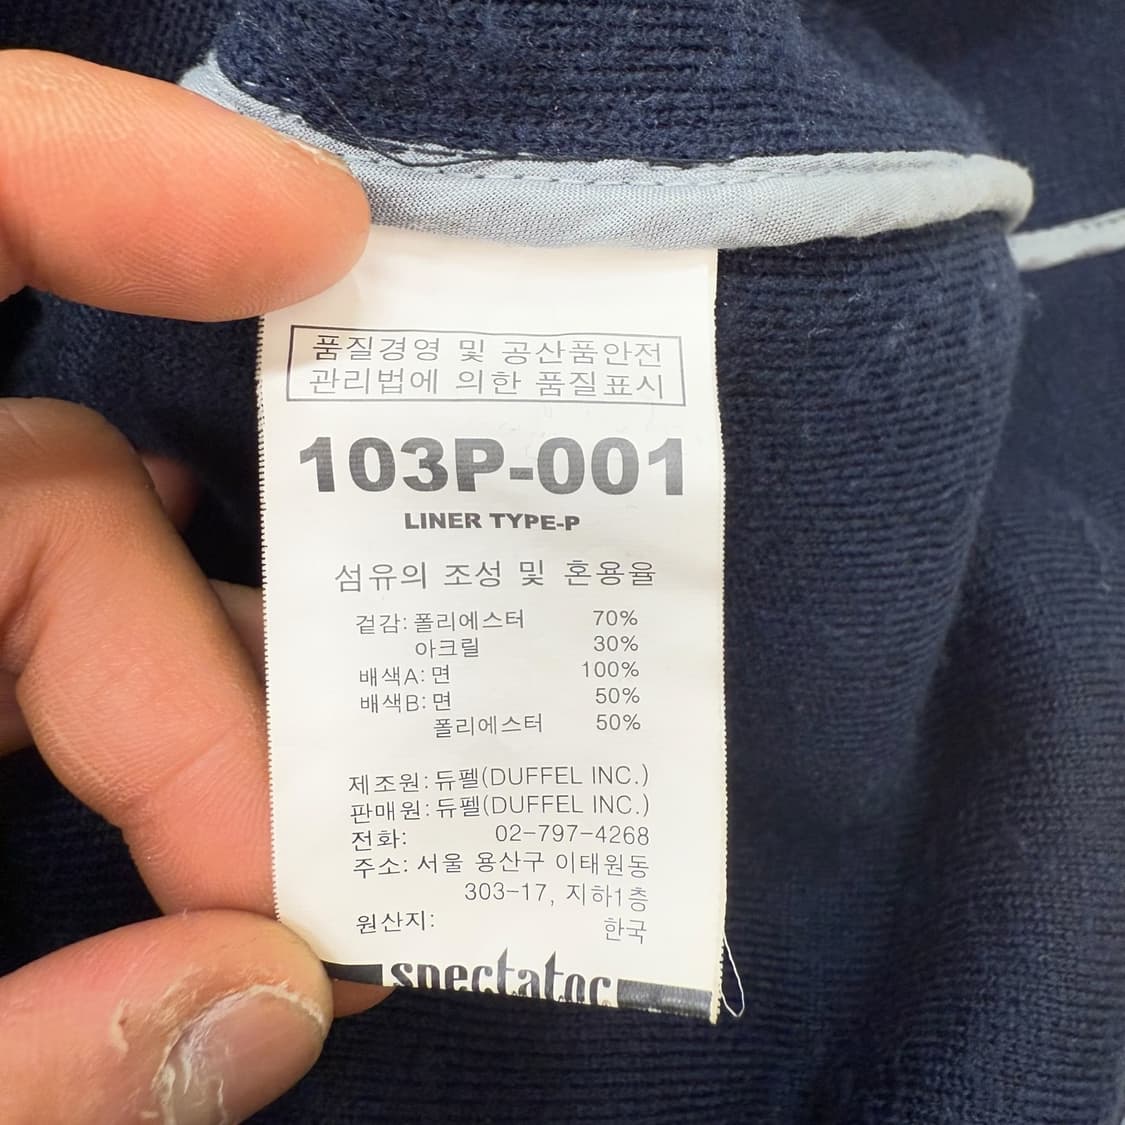 품질경영 및 공산품안전
관리법에 의한 품질표시
103P-001
LINER TYPE-P
섬유의 조성 및 혼용율
겉감: 폴리에스터 70%
아크릴 30%
배색A: 면 100%
배색B: 면 50%
폴리에스터 50%
제조원: 듀펠(DUFFEL INC.)
판매원: 듀펠(DUFFEL INC.)
전화: 02-797-4268
주소: 서울 용산구 이태원동
303-17, 지하1층
원산지: 한국
spectator